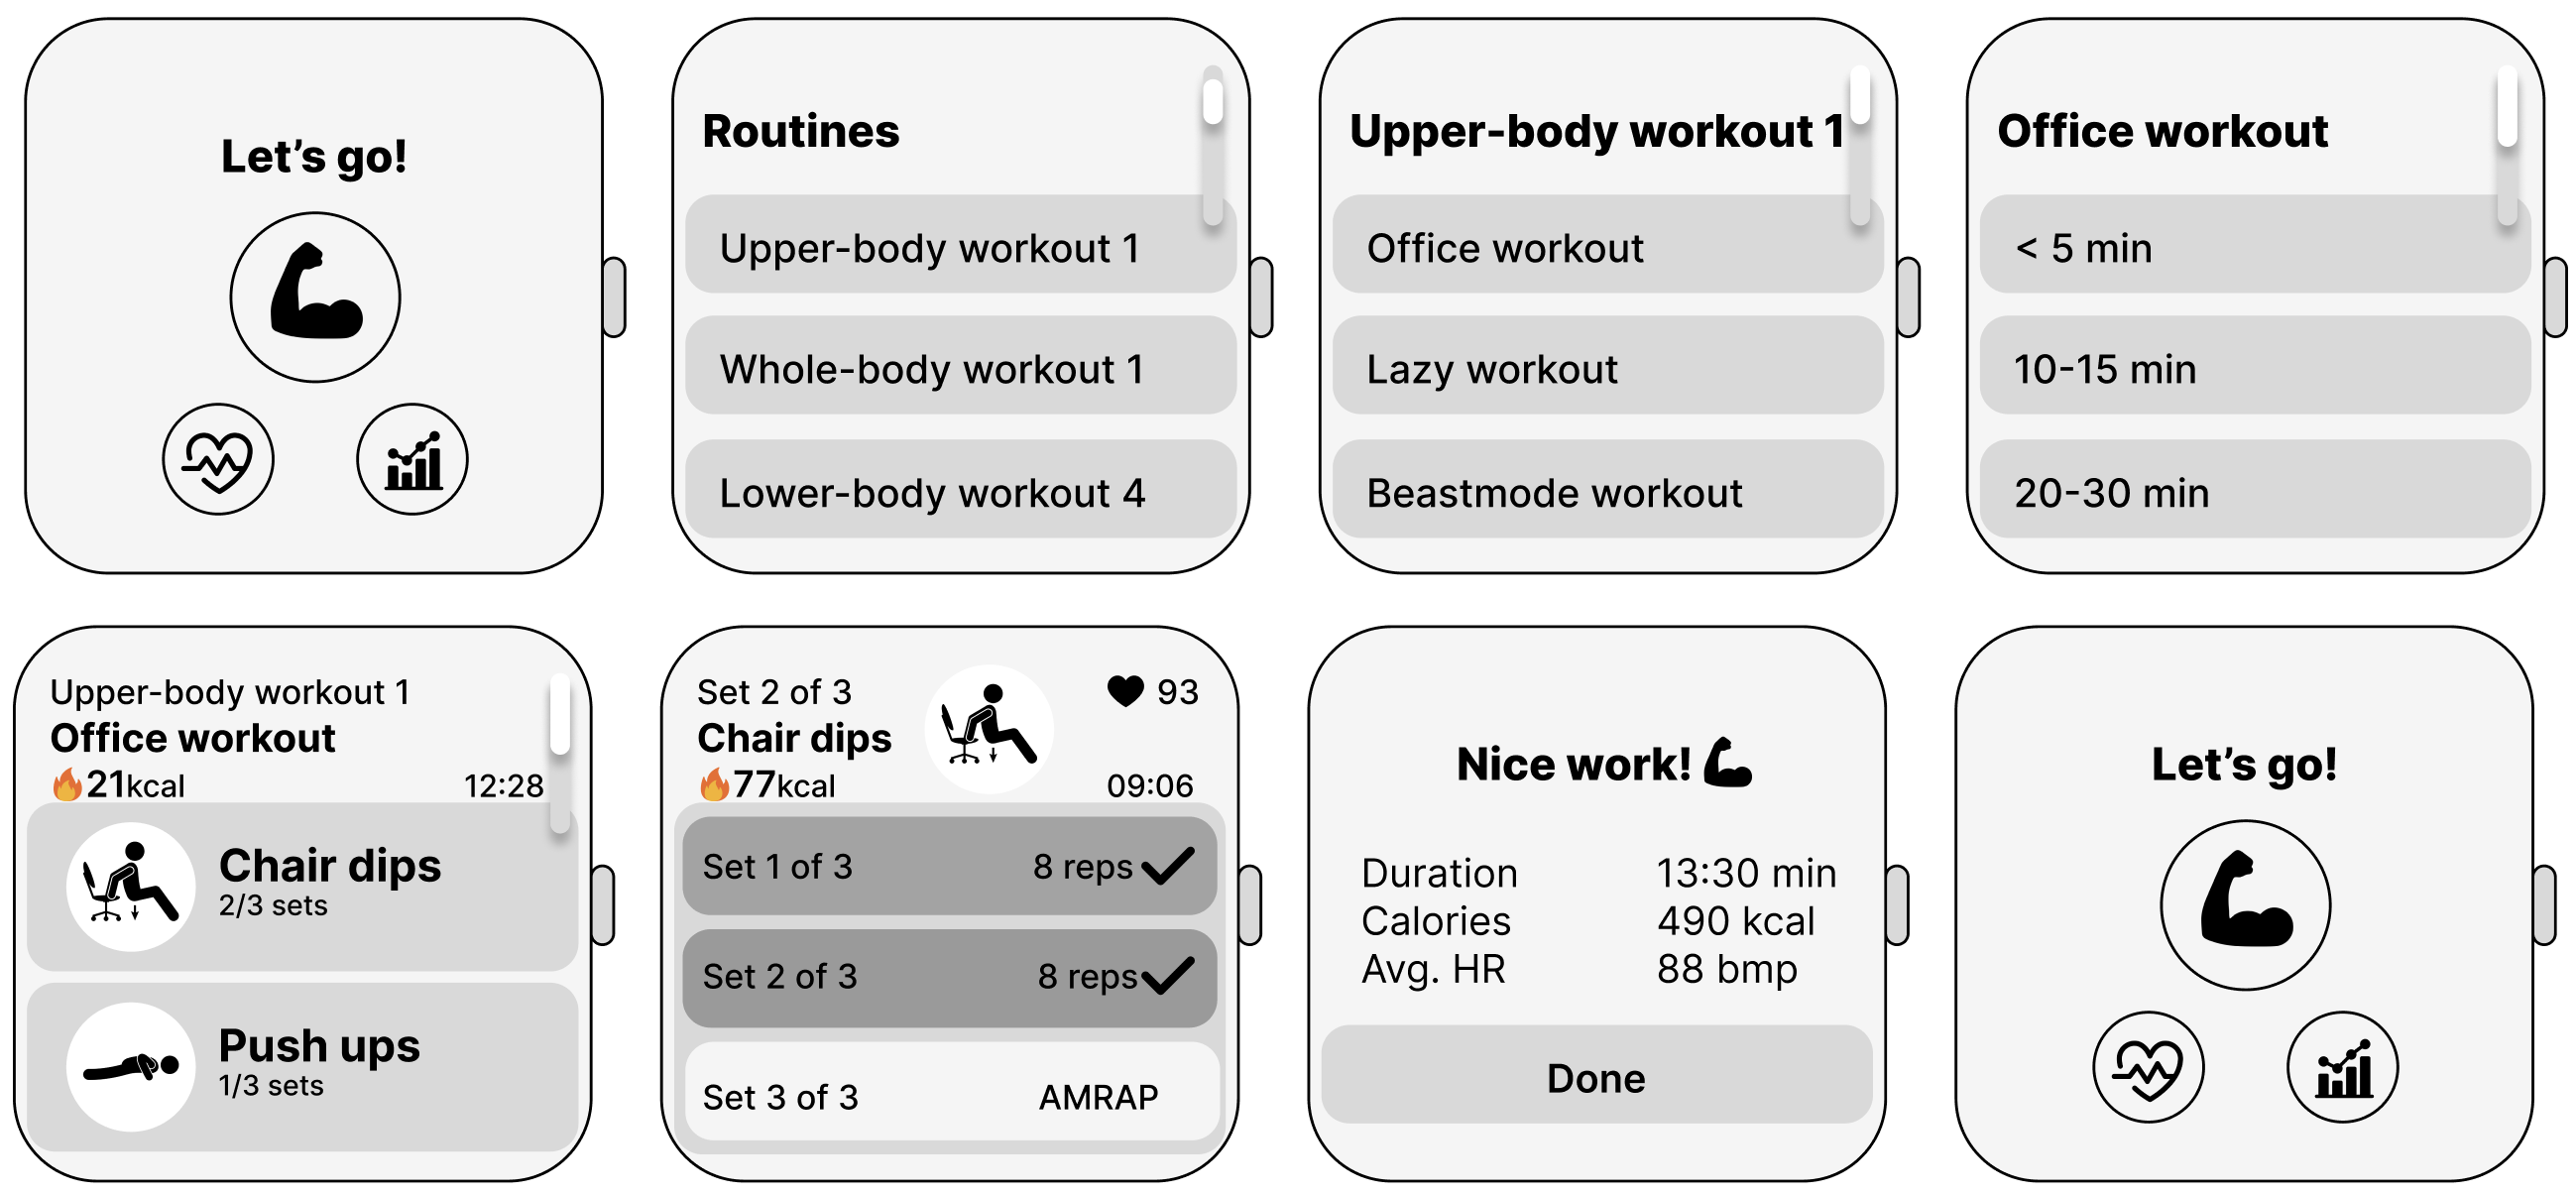 Let’s go!
Routines
Upper-body workout 1
Whole-body workout 1
Lower-body workout 4
Upper-body workout 1
Office workout
Lazy workout
Beastmode workout
Office workout
< 5 min
10-15 min
20-30 min
Upper-body workout 1
Office workout
21kcal 12:28
Chair dips
2/3 sets
Push ups
1/3 sets
Set 2 of 3 93
Chair dips
77kcal 09:06
Set 1 of 3 8 reps
Set 2 of 3 8 reps
Set 3 of 3 AMRAP
Nice work!
Duration 13:30 min
Calories 490 kcal
Avg. HR 88 bmp
Done
Let’s go!